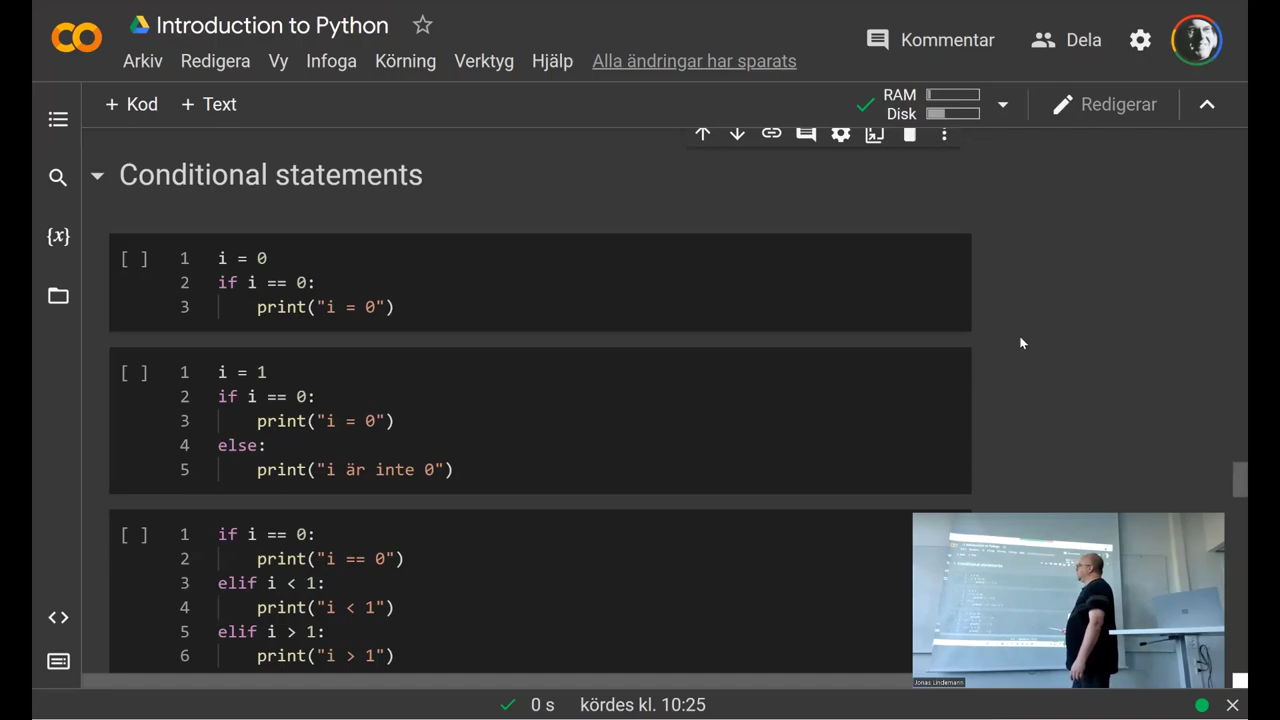 Introduction to Python
Kommentar
Dela
Arkiv Redigera Vy Infoga Körning Verktyg Hjälp Alla ändringar har sparats
+ Kod + Text
RAM
Disk
Redigerar
Conditional statements
{x}
[ ] 1 i = 0
2 if i == 0:
3 print("i = 0")
[ ] 1 i = 1
2 if i == 0:
3 print("i = 0")
4 else:
5 print("i är inte 0")
[ ] 1 if i == 0:
2 print("i == 0")
3 elif i < 1:
4 print("i < 1")
5 elif i > 1:
6 print("i > 1")
Jonas Lindemann
0 s kördes kl. 10:25